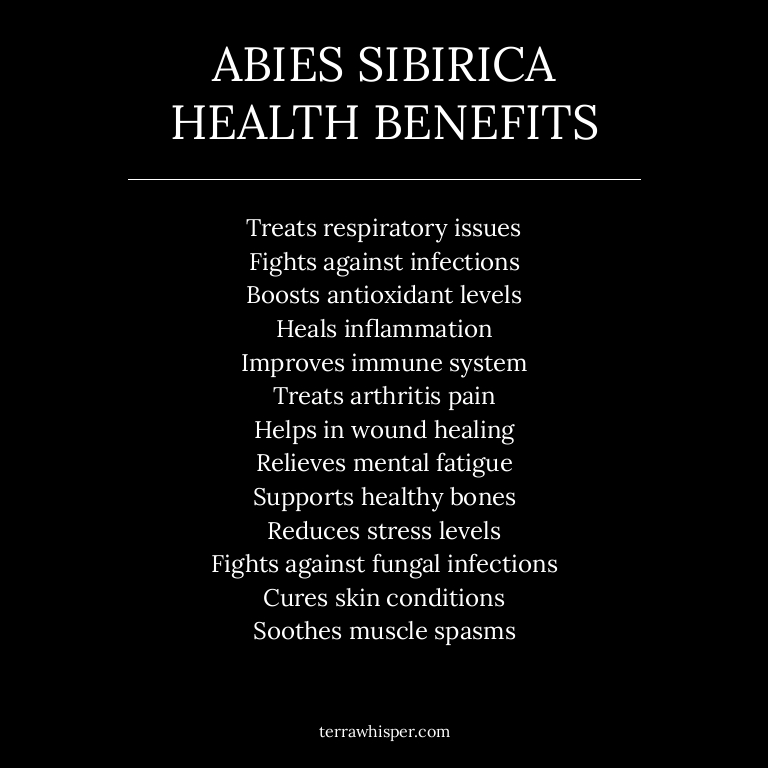 ABIES SIBIRICA
HEALTH BENEFITS
Treats respiratory issues
Fights against infections
Boosts antioxidant levels
Heals inflammation
Improves immune system
Treats arthritis pain
Helps in wound healing
Relieves mental fatigue
Supports healthy bones
Reduces stress levels
Fights against fungal infections
Cures skin conditions
Soothes muscle spasms
terrawhisper.com